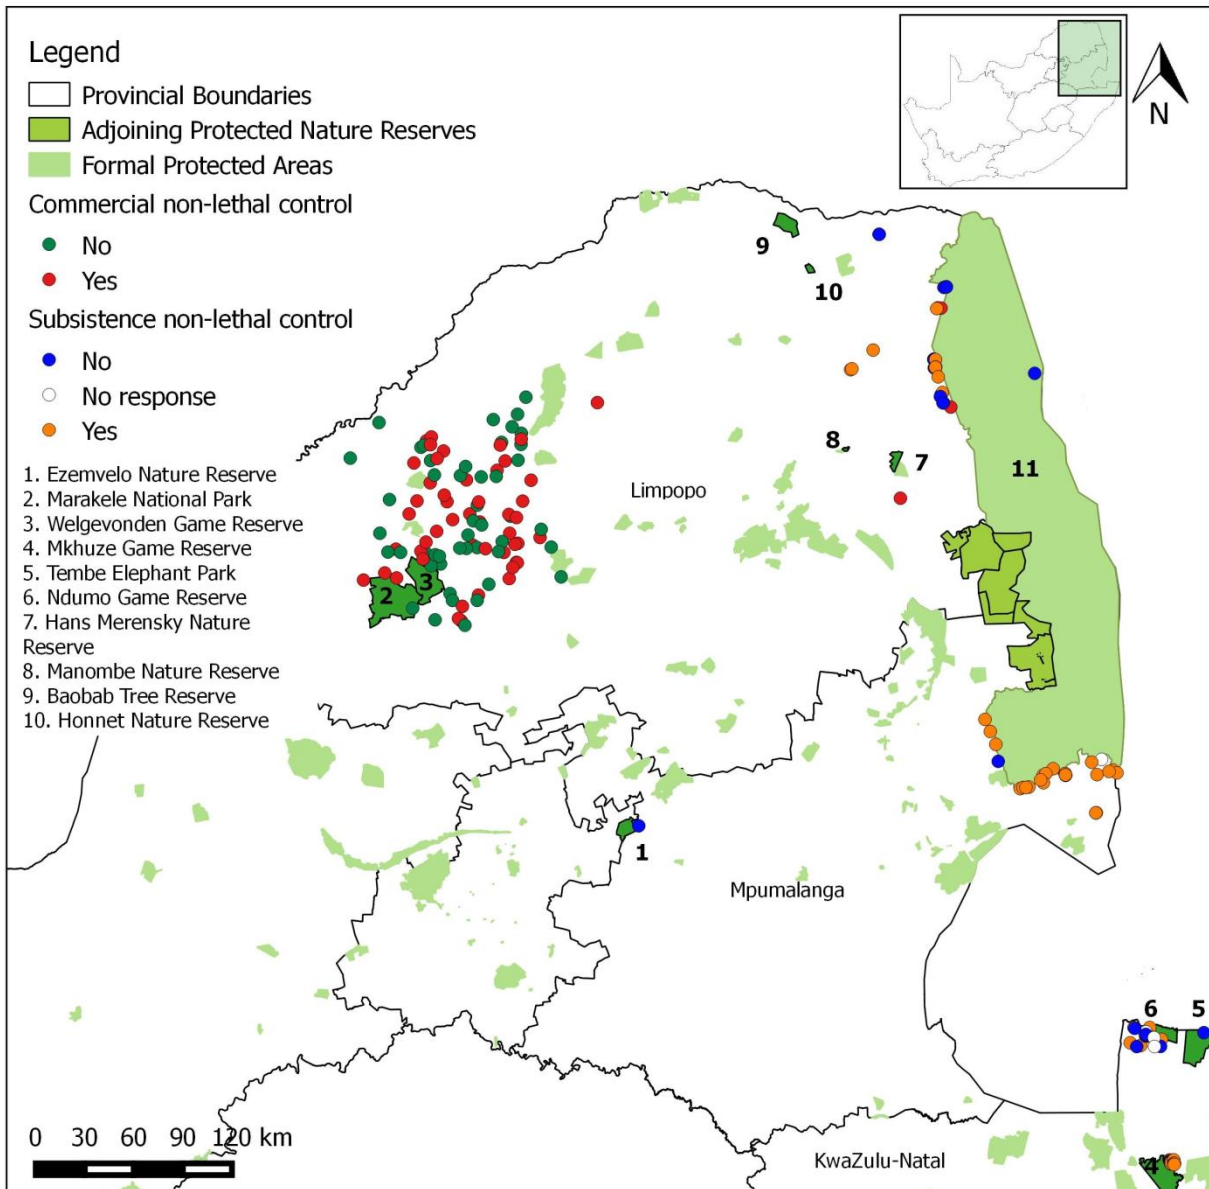 Legend
Provincial Boundaries
Adjoining Protected Nature Reserves
Formal Protected Areas
Commercial non-lethal control
No
Yes
Subsistence non-lethal control
No
No response
Yes
1. Ezemvelo Nature Reserve
2. Marakele National Park
3. Welgevonden Game Reserve
4. Mkhuze Game Reserve
5. Tembe Elephant Park
6. Ndumo Game Reserve
7. Hans Merensky Nature
Reserve
8. Manombe Nature Reserve
9. Baobab Tree Reserve
10. Honnet Nature Reserve
N
9
10
8
7
11
Limpopo
3
2
1
Mpumalanga
6 5
4
KwaZulu-Natal
0 30 60 90 120 km